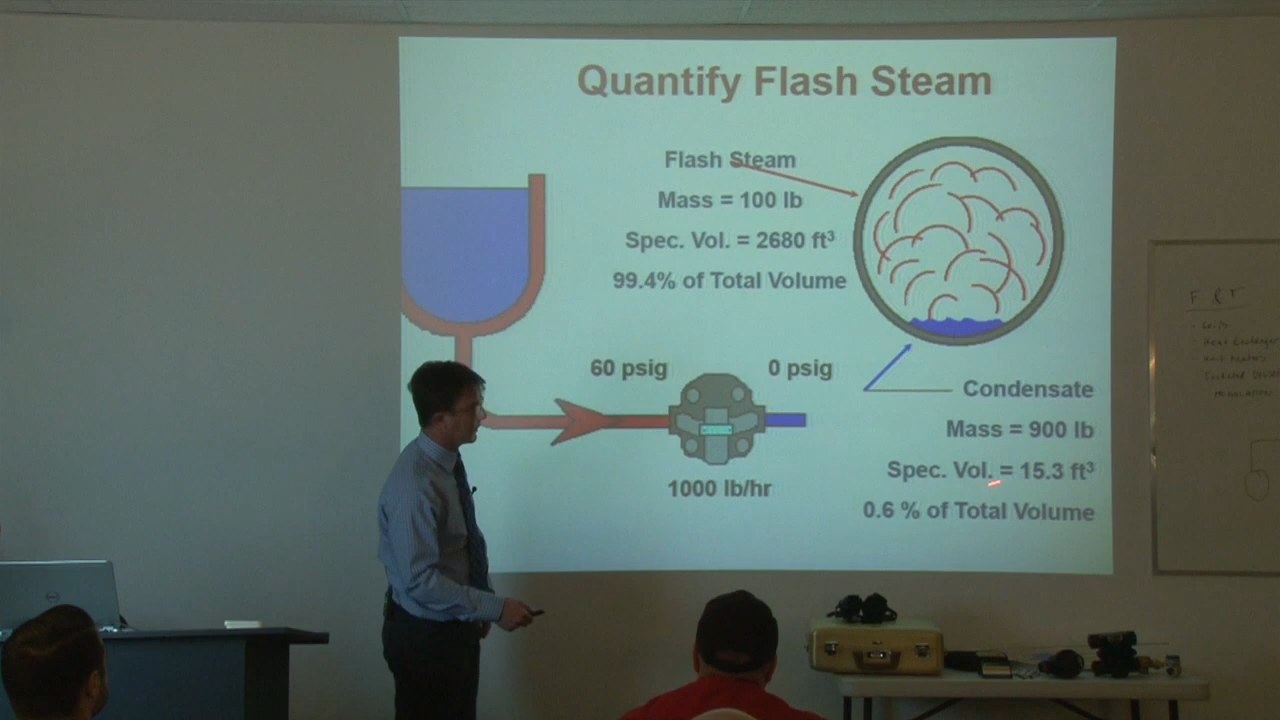 Quantify Flash Steam
Flash Steam
Mass = 100 lb
Spec. Vol. = 2680 ft³
99.4% of Total Volume
60 psig
0 psig
1000 lb/hr
Condensate
Mass = 900 lb
Spec. Vol. = 15.3 ft³
0.6 % of Total Volume